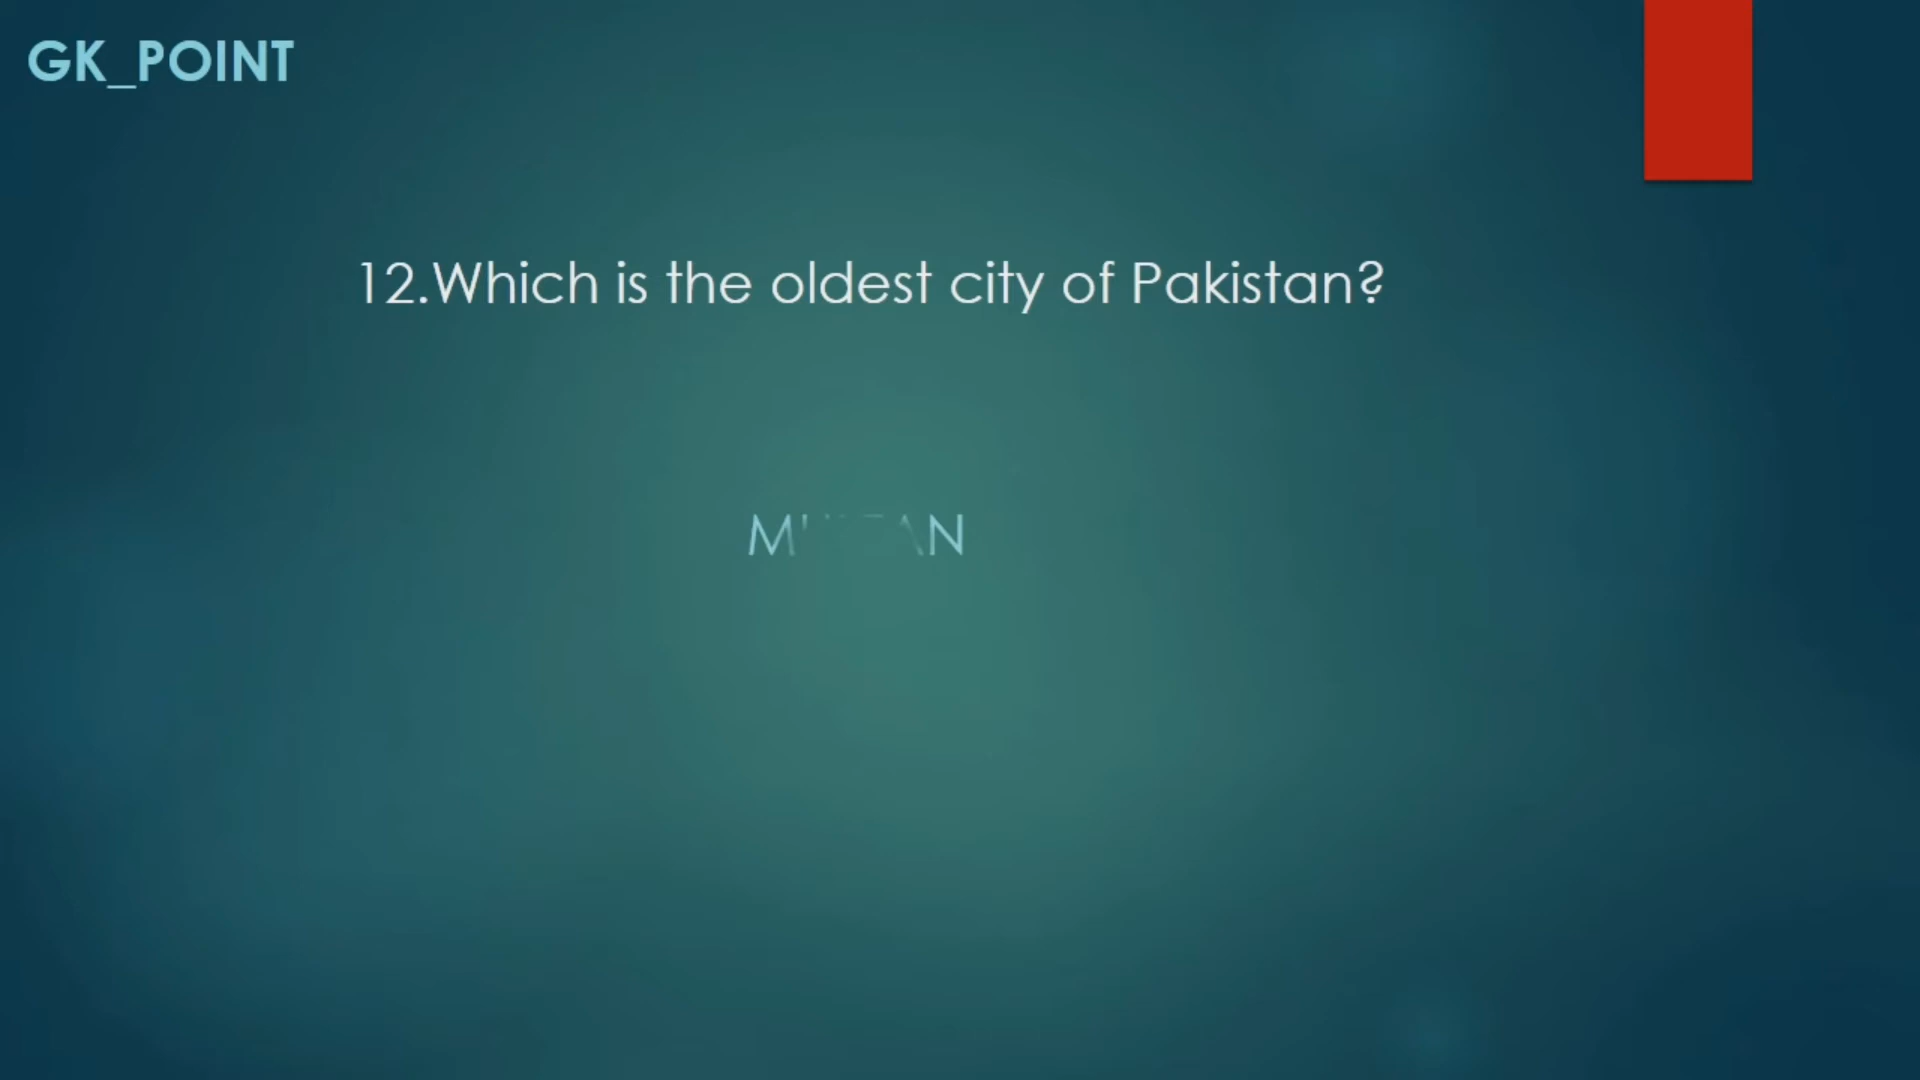 GK_POINT
12.Which is the oldest city of Pakistan?